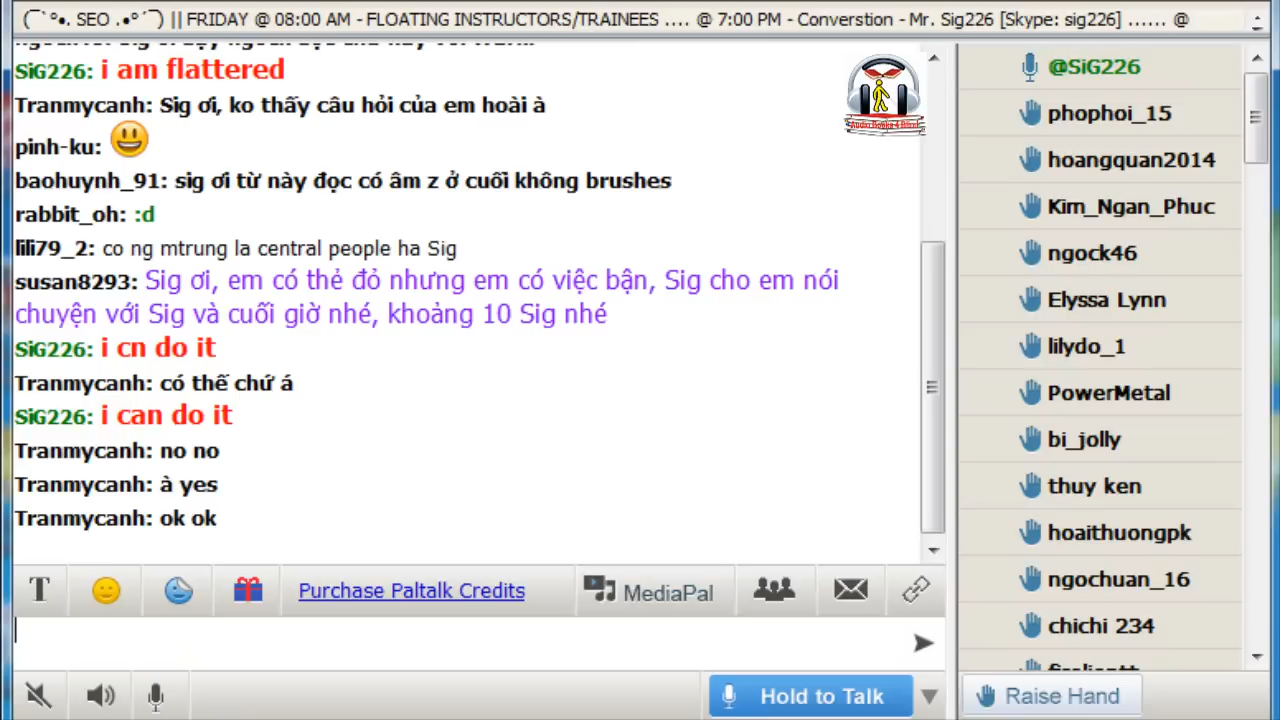 (¯`°•. SEO .•°´¯) || FRIDAY @ 08:00 AM - FLOATING INSTRUCTORS/TRAINEES .... @ 7:00 PM - Converstion - Mr. Sig226 [Skype: sig226] ...... @
SiG226: i am flattered
Tranmycanh: Sig ơi, ko thấy câu hỏi của em hoài à
pinh-ku:
baohuynh_91: sig ơi từ này đọc có âm z ở cuối không brushes
rabbit_oh: :d
lili79_2: co ng mtrung la central people ha Sig
susan8293: Sig ơi, em có thẻ đỏ nhưng em có việc bận, Sig cho em nói
chuyện với Sig và cuối giờ nhé, khoảng 10 Sig nhé
SiG226: i cn do it
Tranmycanh: có thế chứ á
SiG226: i can do it
Tranmycanh: no no
Tranmycanh: à yes
Tranmycanh: ok ok
Audio Books 4 Blind
T
Purchase Paltalk Credits
MediaPal
Hold to Talk
@SiG226
phophoi_15
hoangquan2014
Kim_Ngan_Phuc
ngock46
Elyssa Lynn
lilydo_1
PowerMetal
bi_jolly
thuy ken
hoaithuongpk
ngochuan_16
chichi 234
Raise Hand